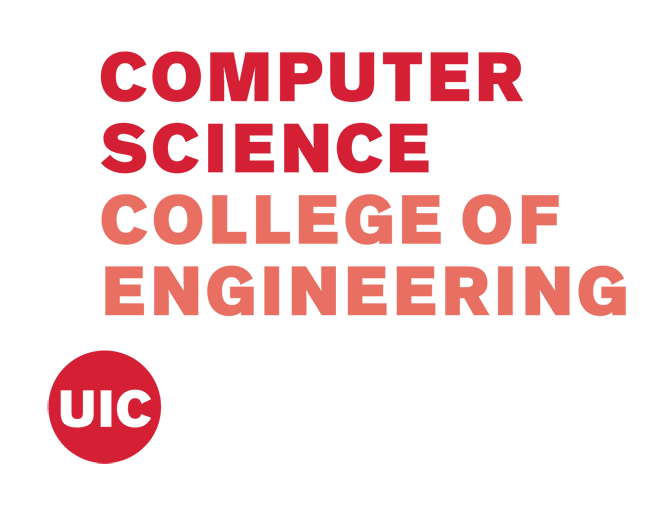 COMPUTER
SCIENCE
COLLEGE OF
ENGINEERING
UIC